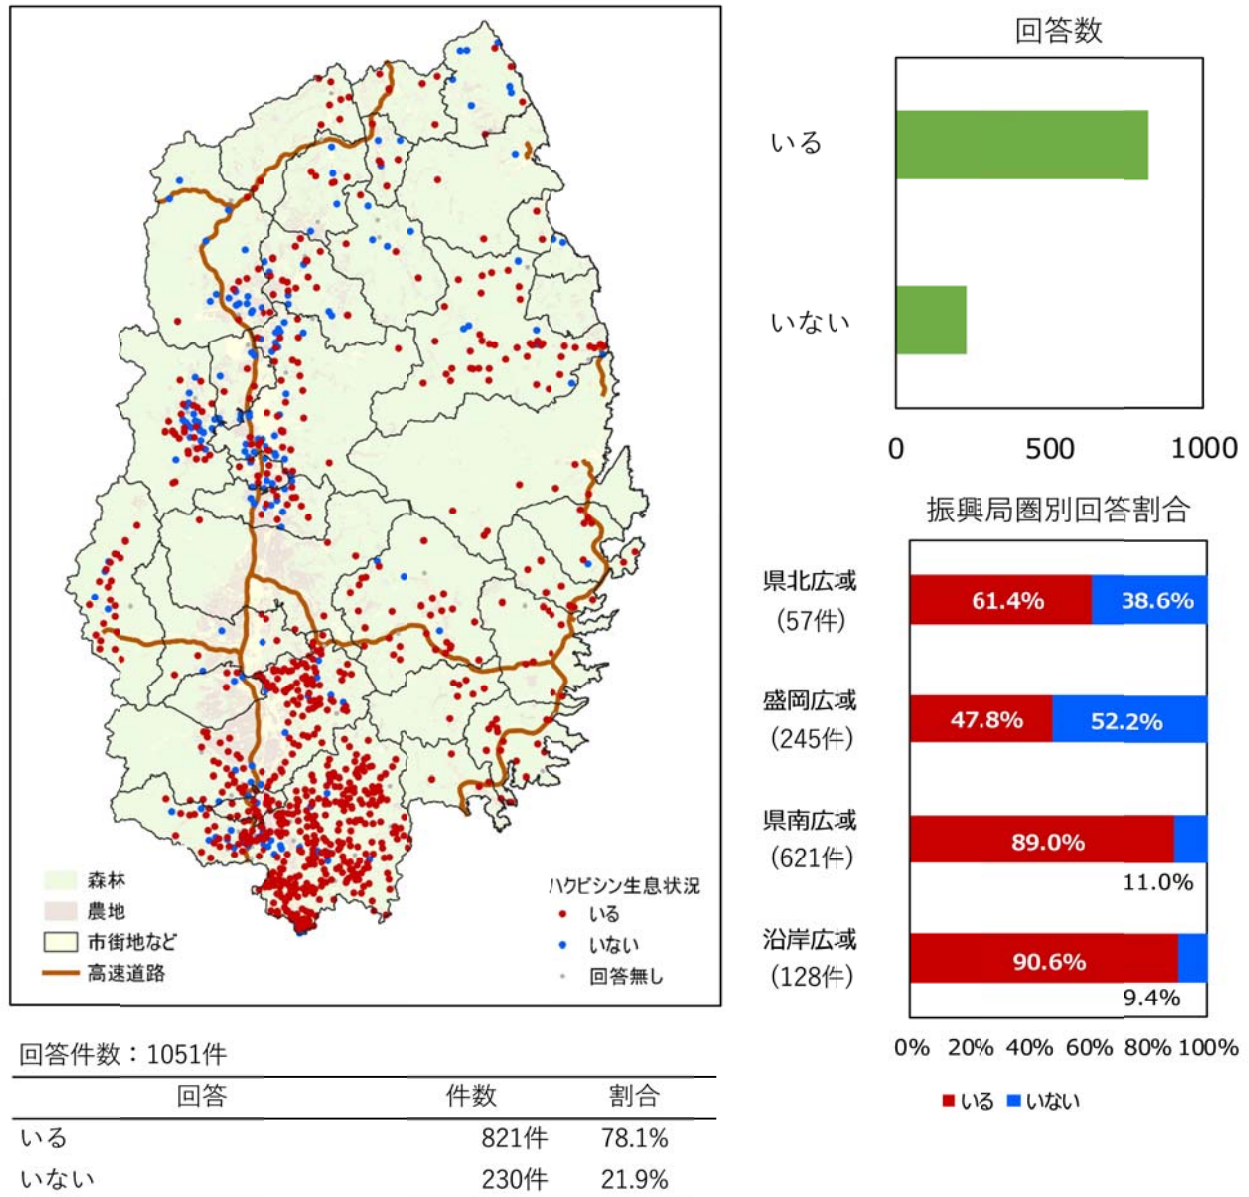 森林
農地
市街地など
高速道路
ハクビシン生息状況
いる
いない
回答無し
回答件数：1051件
回答 件数 割合
いる 821件 78.1%
いない 230件 21.9%
回答数
いる
いない
0 500 1000
振興局圏別回答割合
県北広域
(57件)
61.4% 38.6%
盛岡広域
(245件)
47.8% 52.2%
県南広域
(621件)
89.0%
11.0%
沿岸広域
(128件)
90.6%
9.4%
0% 20% 40% 60% 80% 100%
いる いない